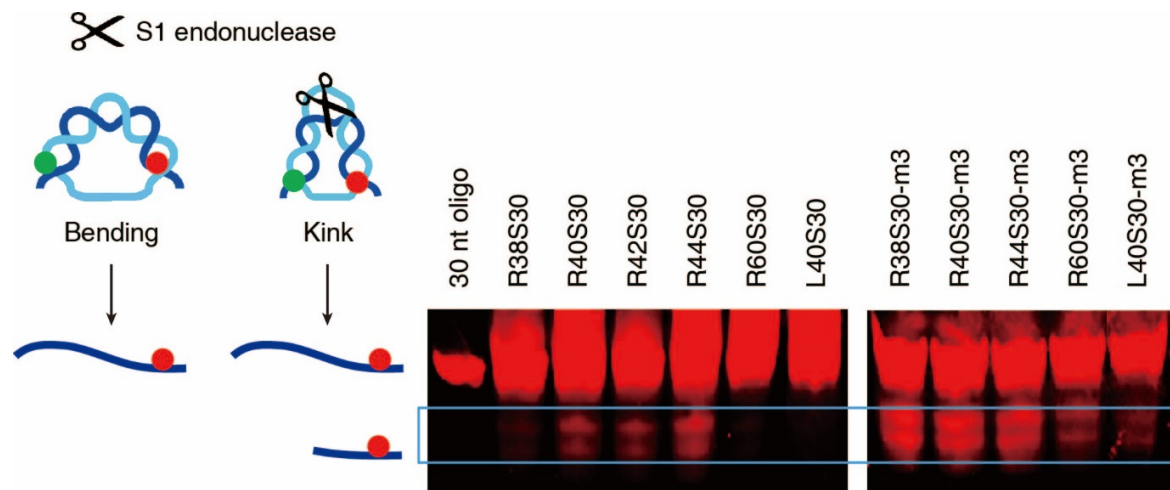 S1 endonuclease
Bending
Kink
30 nt oligo
R38S30
R40S30
R42S30
R44S30
R60S30
L40S30
R38S30-m3
R40S30-m3
R44S30-m3
R60S30-m3
L40S30-m3